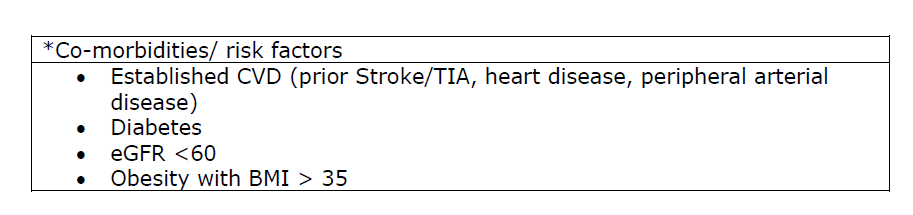 *Co-morbidities/ risk factors
• Established CVD (prior Stroke/TIA, heart disease, peripheral arterial
disease)
• Diabetes
• eGFR <60
• Obesity with BMI > 35